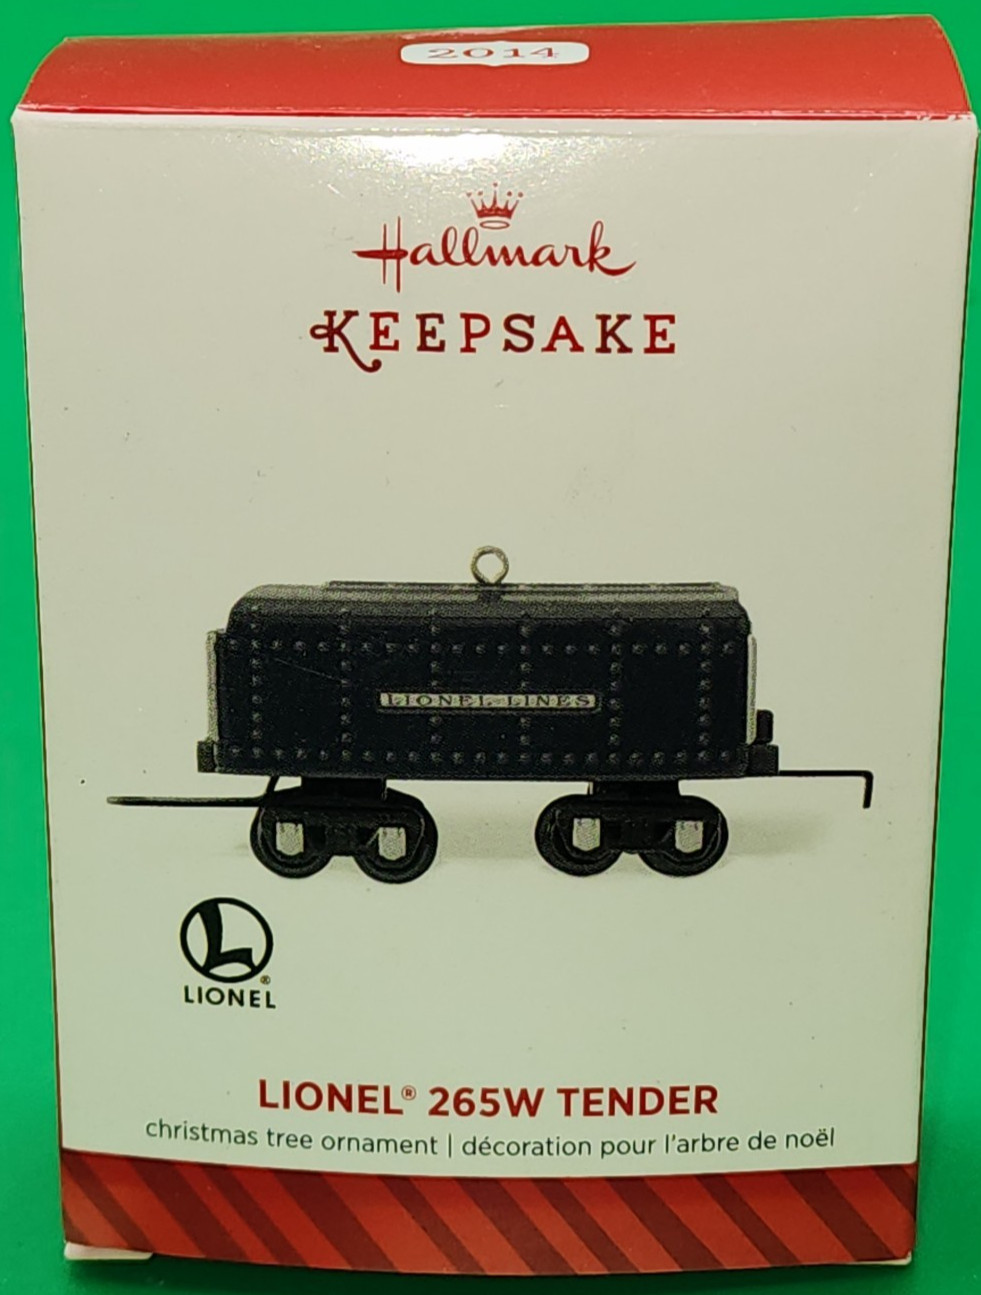 2014
Hallmark
KEEPSAKE
LIONEL LINES
L
®
LIONEL
LIONEL® 265W TENDER
christmas tree ornament | décoration pour l'arbre de noël